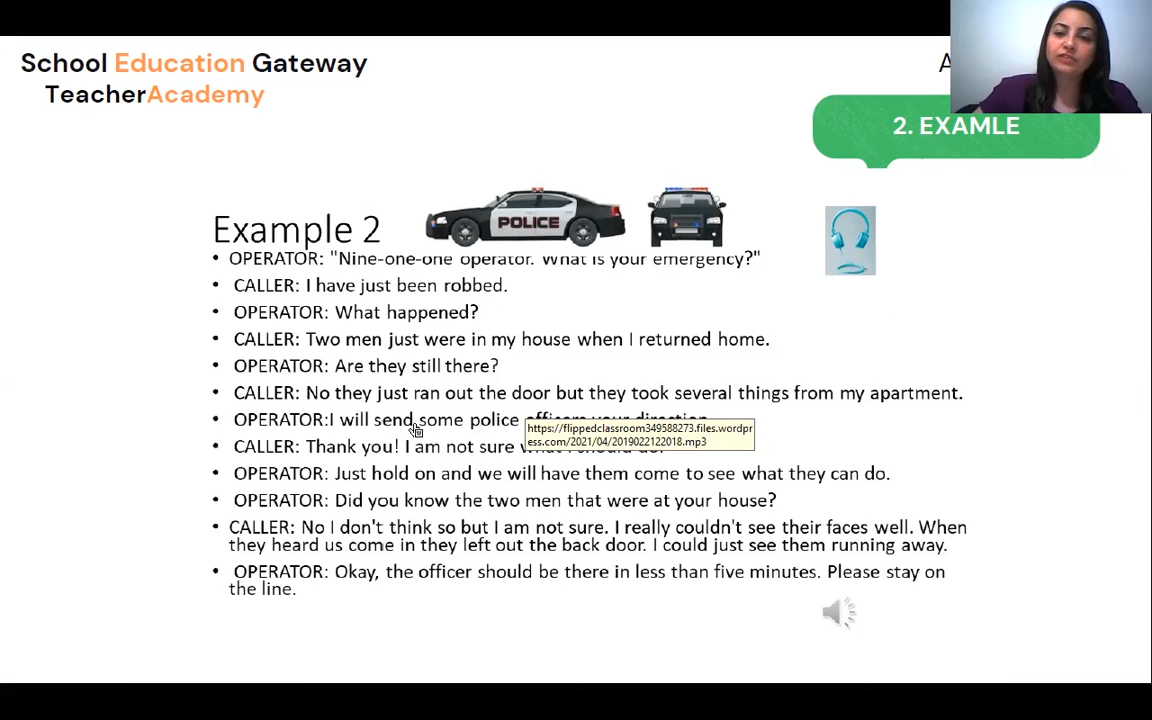 School Education Gateway
TeacherAcademy
A
2. EXAMLE
POLICE
Example 2
• OPERATOR: "Nine-one-one operator. What is your emergency?"
• CALLER: I have just been robbed.
• OPERATOR: What happened?
• CALLER: Two men just were in my house when I returned home.
• OPERATOR: Are they still there?
• CALLER: No they just ran out the door but they took several things from my apartment.
• OPERATOR:I will send some police officers your direction.
https://flippedclassroom349588273.files.wordpr
ess.com/2021/04/2019022122018.mp3
• CALLER: Thank you! I am not sure what I should do.
• OPERATOR: Just hold on and we will have them come to see what they can do.
• OPERATOR: Did you know the two men that were at your house?
• CALLER: No I don't think so but I am not sure. I really couldn't see their faces well. When
they heard us come in they left out the back door. I could just see them running away.
• OPERATOR: Okay, the officer should be there in less than five minutes. Please stay on
the line.